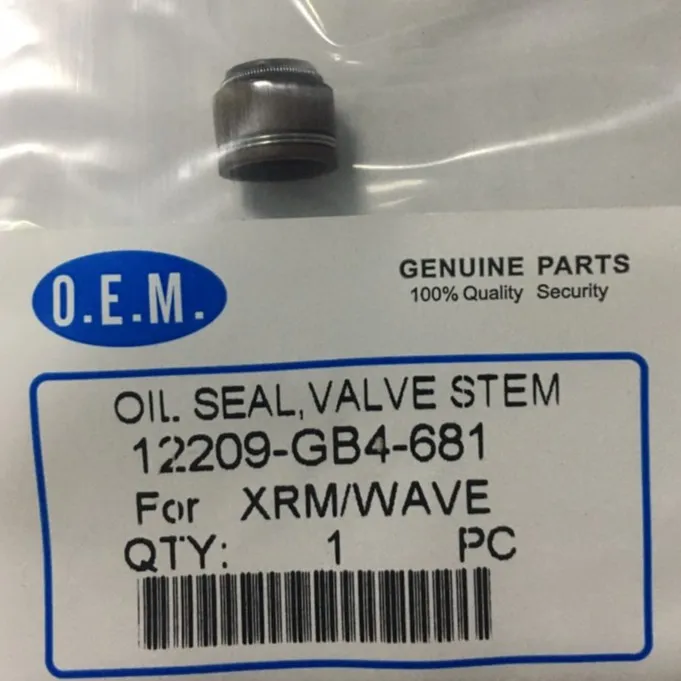 O.E.M.
GENUINE PARTS
100% Quality Security
OIL SEAL, VALVE STEM
12209-GB4-681
For XRM/WAVE
QTY: 1 PC